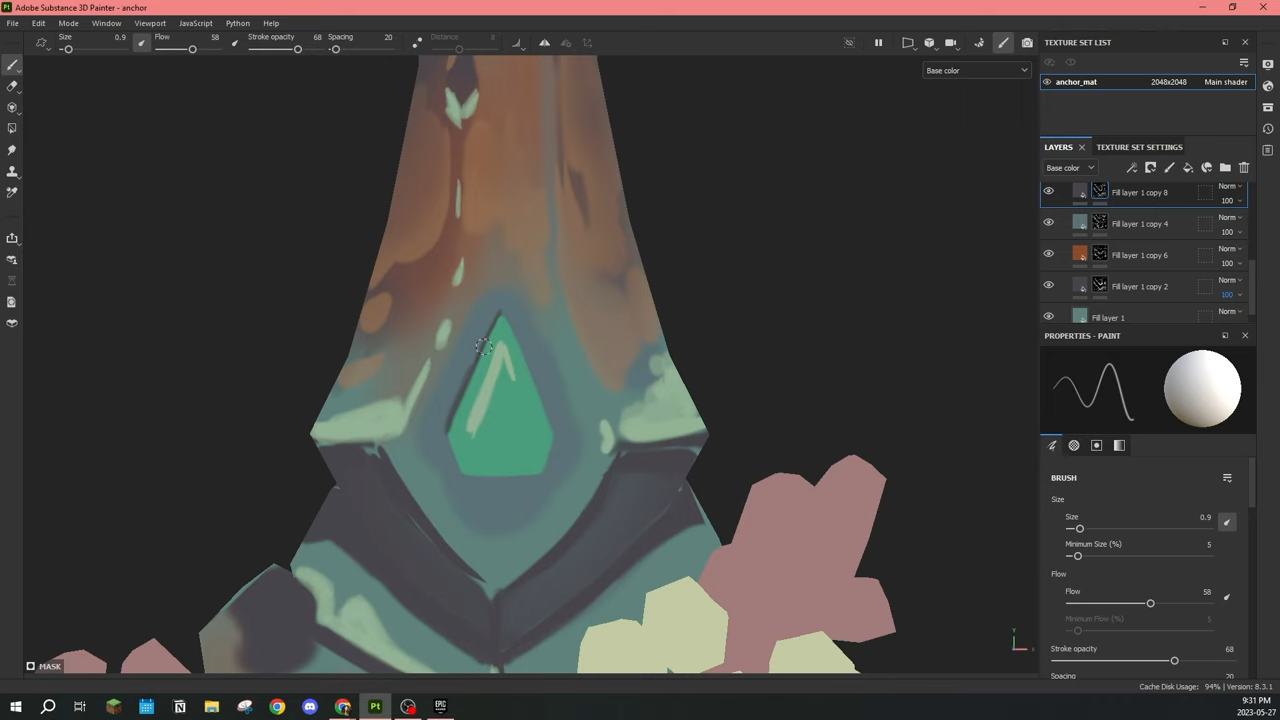 Adobe Substance 3D Painter - anchor
File Edit Mode Window Viewport JavaScript Python Help
Size 0.9 Flow 58 Stroke opacity 68 Spacing 20 Distance 8
Base color
TEXTURE SET LIST
anchor_mat 2048x2048 Main shader
LAYERS TEXTURE SET SETTINGS
Base color
Fill layer 1 copy 8 Norm 100
Fill layer 1 copy 4 Norm 100
Fill layer 1 copy 6 Norm 100
Fill layer 1 copy 2 Norm 100
Fill layer 1 Norm
PROPERTIES - PAINT
BRUSH
Size
Size 0.9
Minimum Size (%) 5
Flow
Flow 58
Minimum Flow (%) 5
Stroke opacity 68
Spacing 20
Y
MASK
Cache Disk Usage: 94% | Version: 8.3.1
Pt
EPIC
9:31 PM
2023-05-27